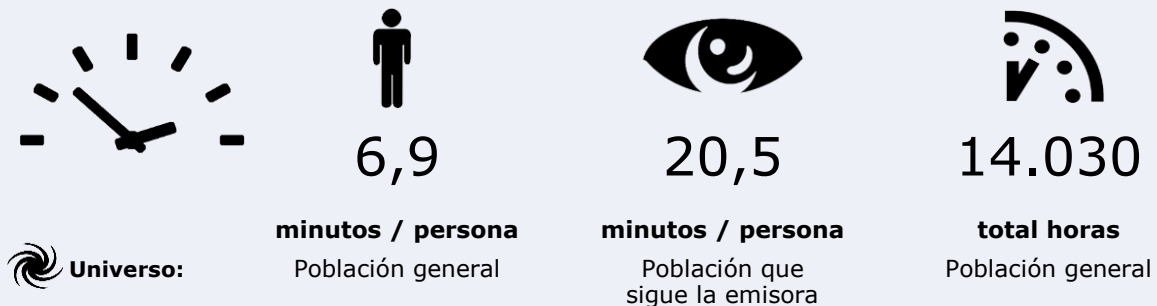 6,9
20,5
14.030
minutos / persona
minutos / persona
total horas
Universo:
Población general
Población que
sigue la emisora
Población general